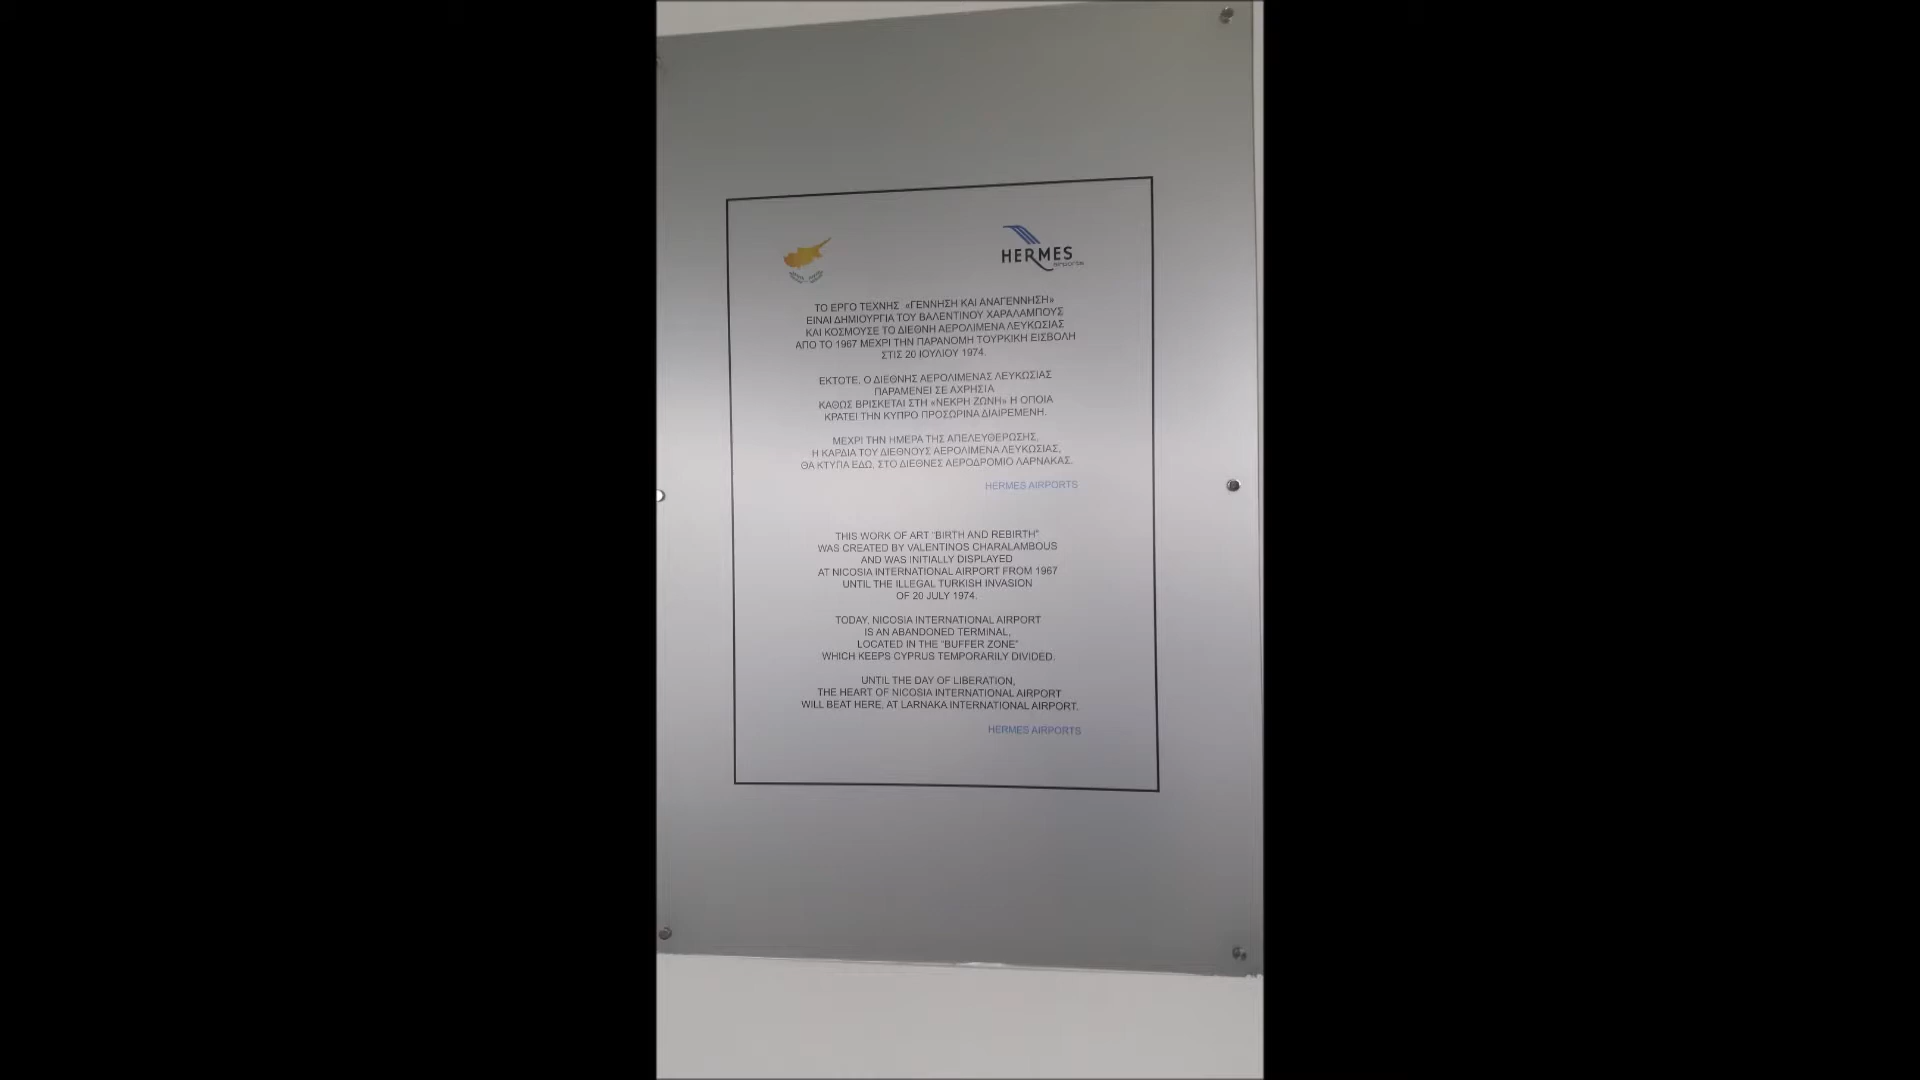 HERMES
airports
ΤΟ ΕΡΓΟ ΤΕΧΝΗΣ «ΓΕΝΝΗΣΗ ΚΑΙ ΑΝΑΓΕΝΝΗΣΗ»
ΕΙΝΑΙ ΔΗΜΙΟΥΡΓΙΑ ΤΟΥ ΒΑΛΕΝΤΙΝΟΥ ΧΑΡΑΛΑΜΠΟΥΣ
ΚΑΙ ΚΟΣΜΟΥΣΕ ΤΟ ΔΙΕΘΝΗ ΑΕΡΟΛΙΜΕΝΑ ΛΕΥΚΩΣΙΑΣ
ΑΠΟ ΤΟ 1967 ΜΕΧΡΙ ΤΗΝ ΠΑΡΑΝΟΜΗ ΤΟΥΡΚΙΚΗ ΕΙΣΒΟΛΗ
ΣΤΙΣ 20 ΙΟΥΛΙΟΥ 1974.
ΕΚΤΟΤΕ, Ο ΔΙΕΘΝΗΣ ΑΕΡΟΛΙΜΕΝΑΣ ΛΕΥΚΩΣΙΑΣ
ΠΑΡΑΜΕΝΕΙ ΣΕ ΑΧΡΗΣΙΑ
ΚΑΘΩΣ ΒΡΙΣΚΕΤΑΙ ΣΤΗ «ΝΕΚΡΗ ΖΩΝΗ» Η ΟΠΟΙΑ
ΚΡΑΤΕΙ ΤΗΝ ΚΥΠΡΟ ΠΡΟΣΩΡΙΝΑ ΔΙΑΙΡΕΜΕΝΗ.
ΜΕΧΡΙ ΤΗΝ ΗΜΕΡΑ ΤΗΣ ΑΠΕΛΕΥΘΕΡΩΣΗΣ,
Η ΚΑΡΔΙΑ ΤΟΥ ΔΙΕΘΝΟΥΣ ΑΕΡΟΛΙΜΕΝΑ ΛΕΥΚΩΣΙΑΣ,
ΘΑ ΚΤΥΠΑ ΕΔΩ, ΣΤΟ ΔΙΕΘΝΕΣ ΑΕΡΟΔΡΟΜΙΟ ΛΑΡΝΑΚΑΣ.
HERMES AIRPORTS
THIS WORK OF ART "BIRTH AND REBIRTH"
WAS CREATED BY VALENTINOS CHARALAMBOUS
AND WAS INITIALLY DISPLAYED
AT NICOSIA INTERNATIONAL AIRPORT FROM 1967
UNTIL THE ILLEGAL TURKISH INVASION
OF 20 JULY 1974.
TODAY, NICOSIA INTERNATIONAL AIRPORT
IS AN ABANDONED TERMINAL,
LOCATED IN THE "BUFFER ZONE"
WHICH KEEPS CYPRUS TEMPORARILY DIVIDED.
UNTIL THE DAY OF LIBERATION,
THE HEART OF NICOSIA INTERNATIONAL AIRPORT
WILL BEAT HERE, AT LARNAKA INTERNATIONAL AIRPORT.
HERMES AIRPORTS